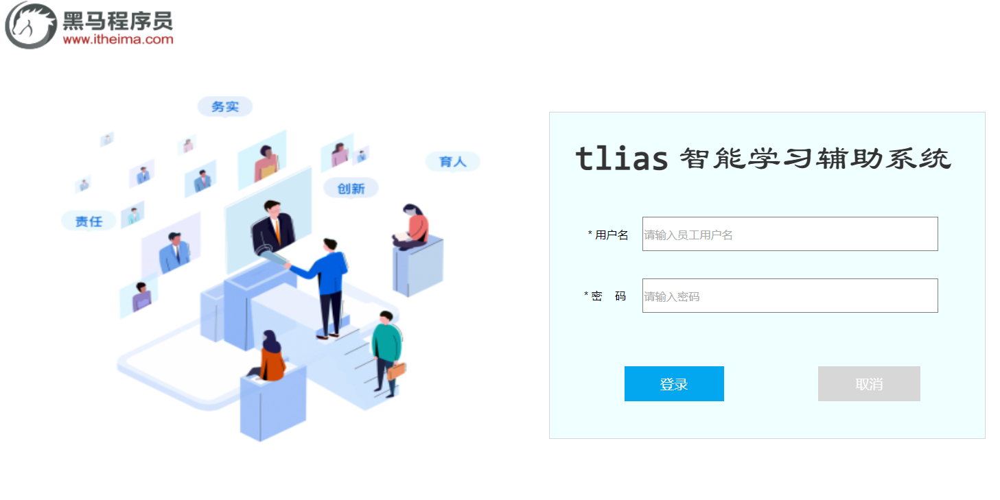 黑马程序员
www.itheima.com
务实
育人
创新
责任
tlias 智能学习辅助系统
* 用户名 请输入员工用户名
* 密 码 请输入密码
登录 取消